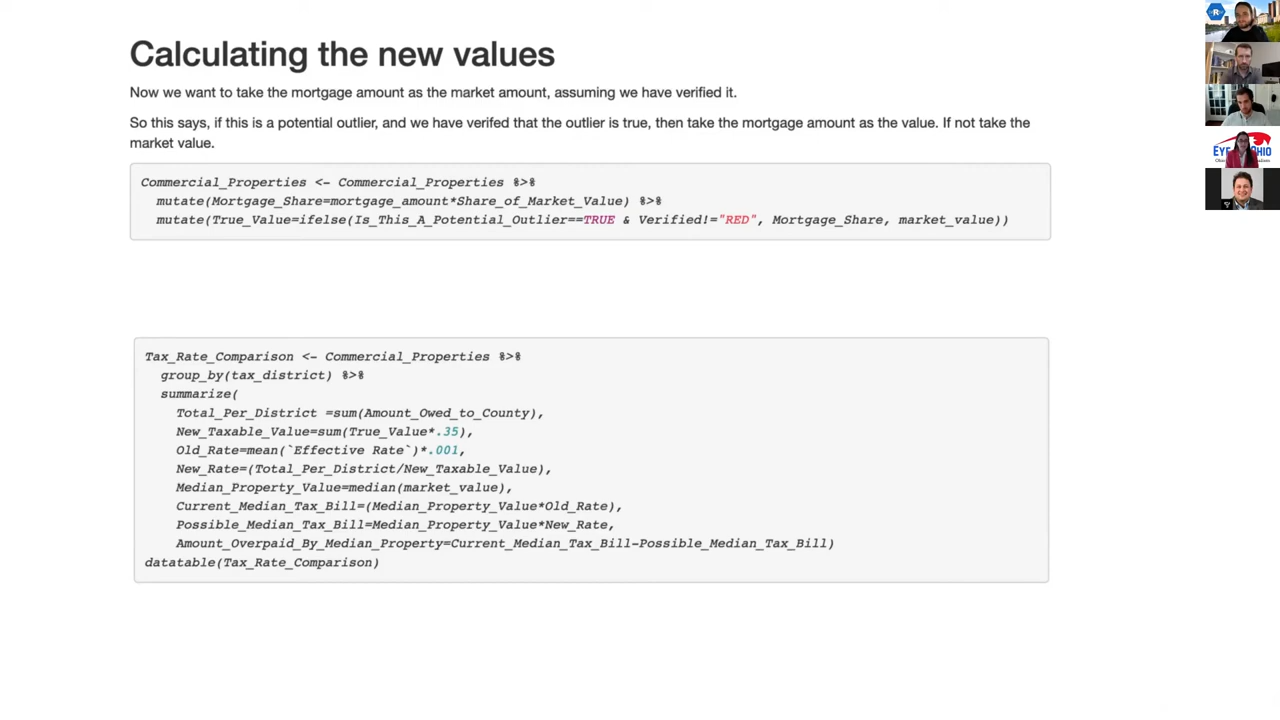 Calculating the new values
Now we want to take the mortgage amount as the market amount, assuming we have verified it.
So this says, if this is a potential outlier, and we have verifed that the outlier is true, then take the mortgage amount as the value. If not take the
market value.
Commercial_Properties <- Commercial_Properties %>%
  mutate(Mortgage_Share=mortgage_amount*Share_of_Market_Value) %>%
  mutate(True_Value=ifelse(Is_This_A_Potential_Outlier==TRUE & Verified!="RED", Mortgage_Share, market_value))
Tax_Rate_Comparison <- Commercial_Properties %>%
  group_by(tax_district) %>%
  summarize(
    Total_Per_District =sum(Amount_Owed_to_County),
    New_Taxable_Value=sum(True_Value*.35),
    Old_Rate=mean(`Effective Rate`)*.001,
    New_Rate=(Total_Per_District/New_Taxable_Value),
    Median_Property_Value=median(market_value),
    Current_Median_Tax_Bill=(Median_Property_Value*Old_Rate),
    Possible_Median_Tax_Bill=Median_Property_Value*New_Rate,
    Amount_Overpaid_By_Median_Property=Current_Median_Tax_Bill-Possible_Median_Tax_Bill)
datatable(Tax_Rate_Comparison)
R
EYE OHIO